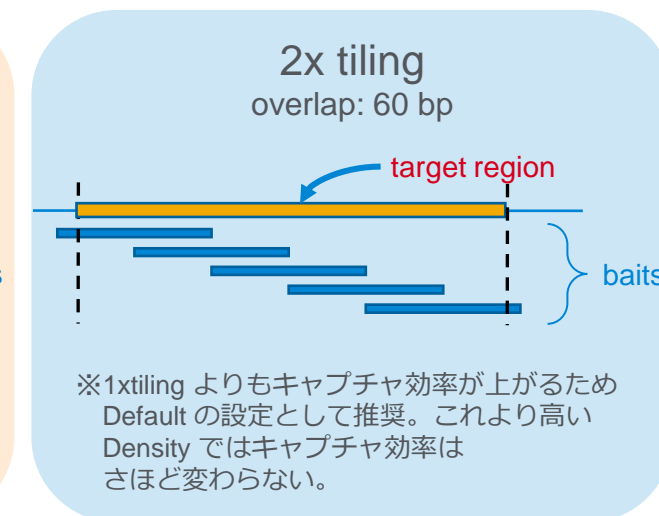 2x tiling
overlap: 60 bp
target region
baits
※1xtiling よりもキャプチャ効率が上がるため
Default の設定として推奨。これより高い
Density ではキャプチャ効率は
さほど変わらない。